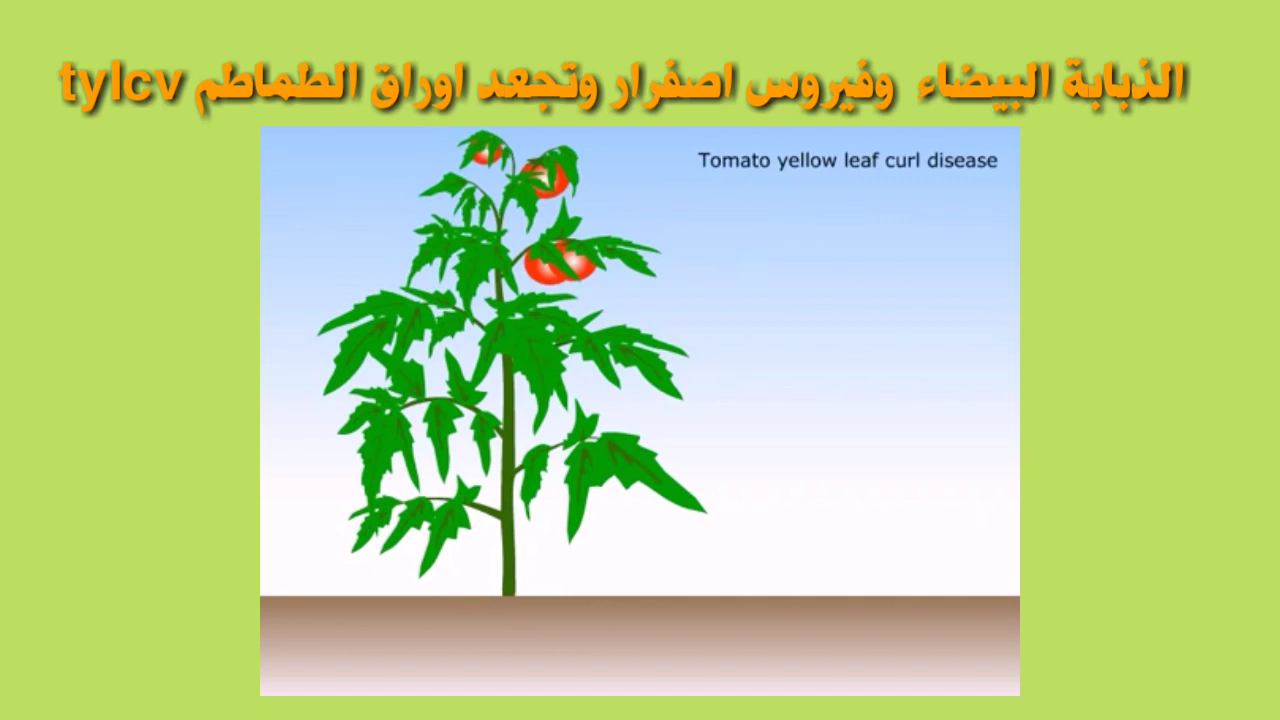 الذبابة البيضاء وفيروس اصفرار وتجعد اوراق الطماطم tylcv
Tomato yellow leaf curl disease